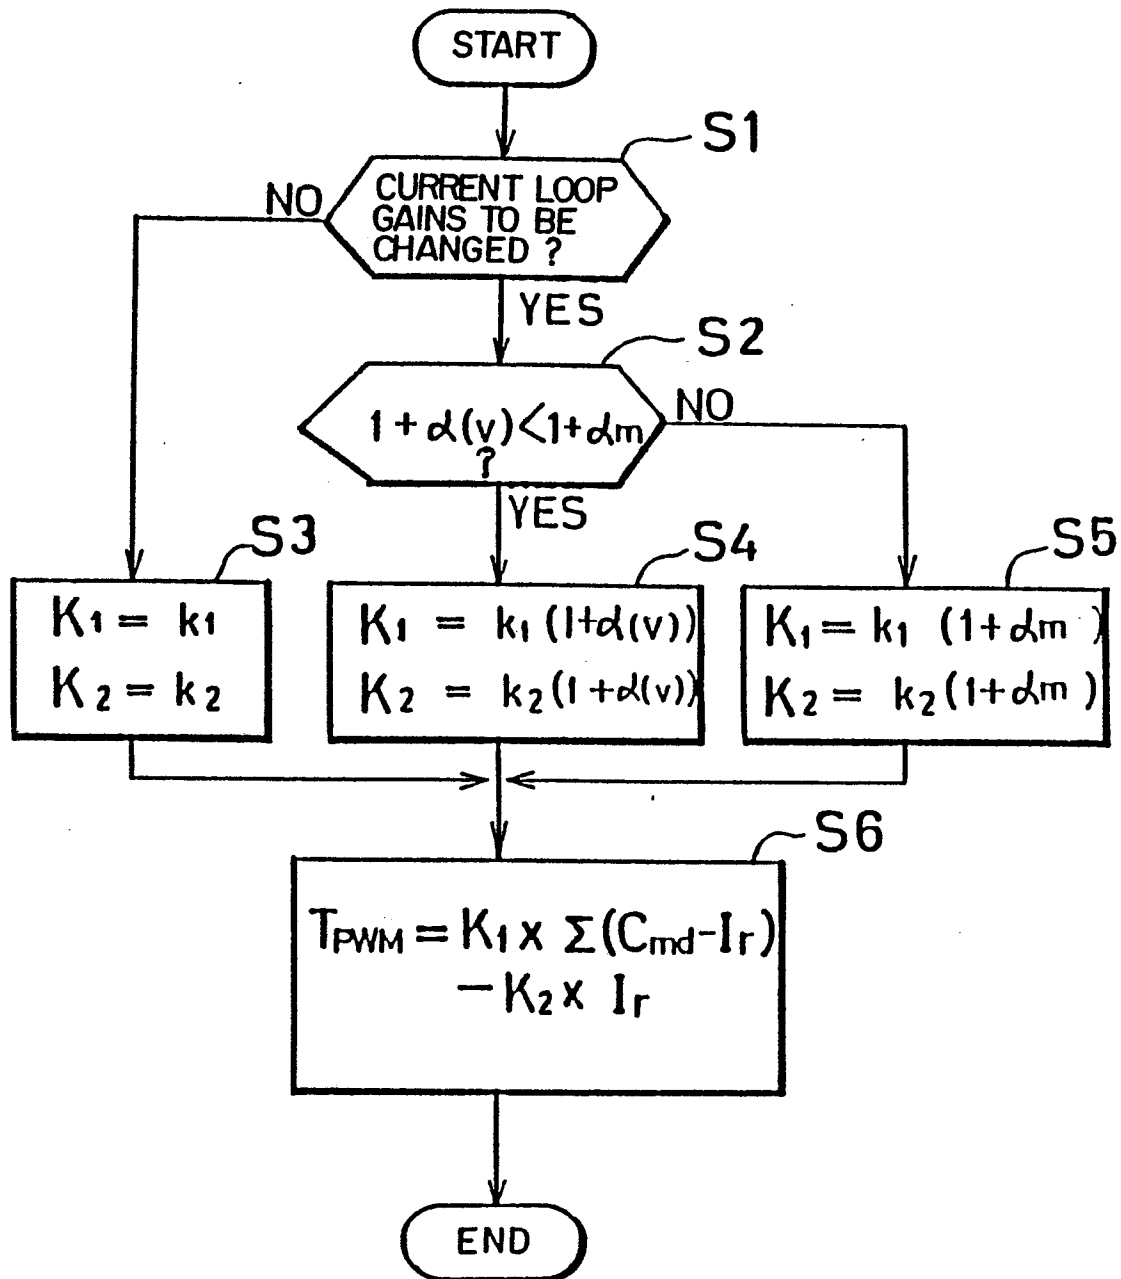 START
S1
NO
CURRENT LOOP
GAINS TO BE
CHANGED ?
YES
S2
1 + α(v) < 1 + αm
?
NO
YES
S3
K1 = k1
K2 = k2
S4
K1 = k1 (1+α(v))
K2 = k2 (1+α(v))
S5
K1 = k1 (1+αm)
K2 = k2 (1+αm)
S6
TPWM = K1 x Σ(Cmd-Ir)
- K2 x Ir
END